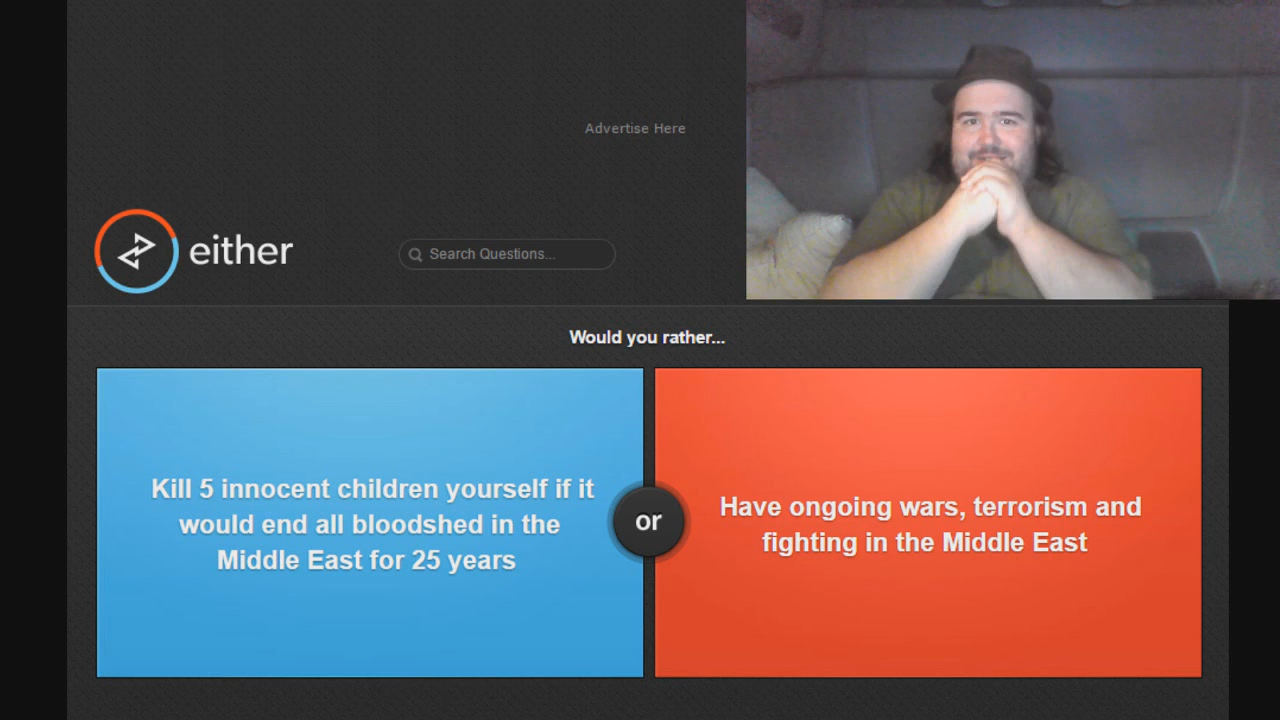 Advertise Here
either
Search Questions...
Would you rather...
Kill 5 innocent children yourself if it
would end all bloodshed in the
Middle East for 25 years
or
Have ongoing wars, terrorism and
fighting in the Middle East